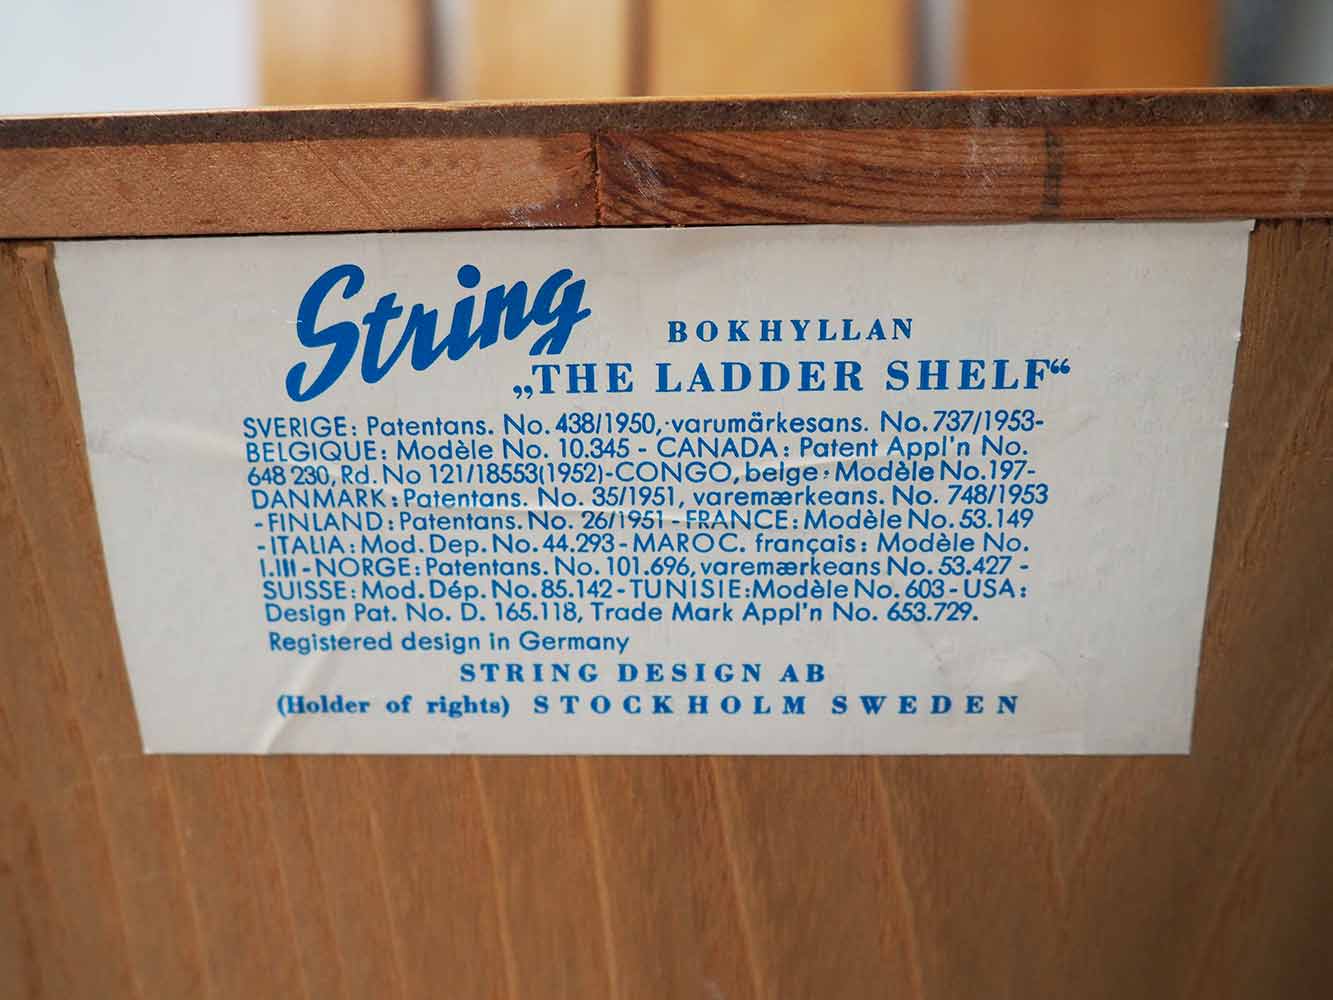 String
BOKHYLLAN
„THE LADDER SHELF“
SVERIGE: Patentans. No. 438/1950, varumärkesans. No. 737/1953-
BELGIQUE: Modèle No. 10.345 - CANADA: Patent Appl'n No.
648 230, Rd. No 121/18553(1952)-CONGO, belge: Modèle No.197-
DANMARK: Patentans. No. 35/1951, varemærkeans. No. 748/1953
-FINLAND: Patentans. No. 26/1951 - FRANCE: Modèle No. 53.149
-ITALIA: Mod. Dep. No. 44.293-MAROC. français: Modèle No.
1.111 - NORGE: Patentans. No. 101.696, varemærkeans No. 53.427 -
SUISSE: Mod. Dép. No. 85.142-TUNISIE: Modèle No. 603 - USA:
Design Pat. No. D. 165.118, Trade Mark Appl'n No. 653.729.
Registered design in Germany
STRING DESIGN AB
(Holder of rights) STOCKHOLM SWEDEN